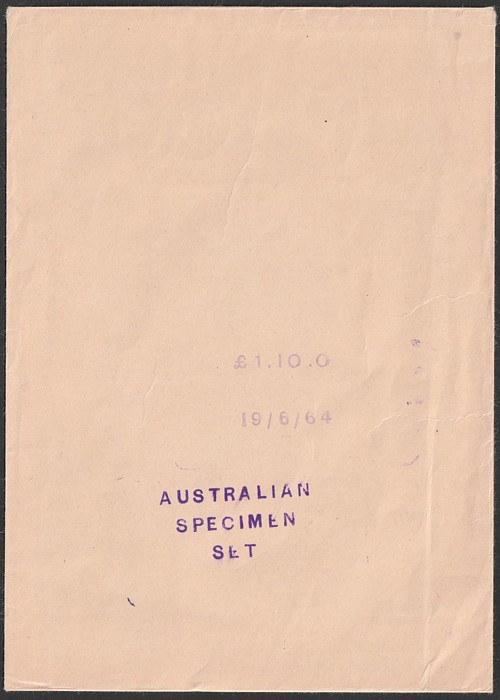 £1.10.0
19/6/64
AUSTRALIAN
SPECIMEN
SET